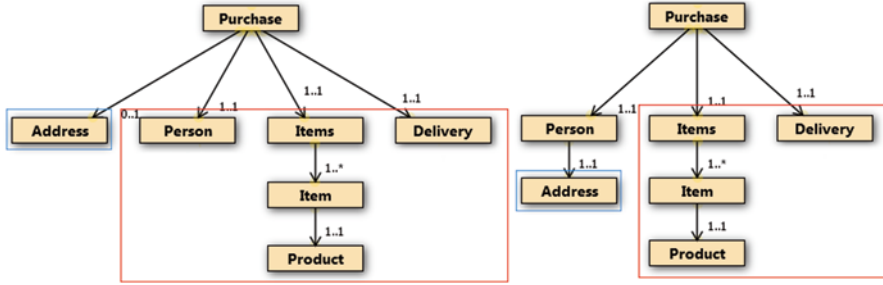 Purchase
0..1
1..1
1..1
1..1
Address
Person
Items
Delivery
1..*
Item
1..1
Product
Purchase
1..1
1..1
1..1
Person
Items
Delivery
1..1
1..*
Address
Item
1..1
Product